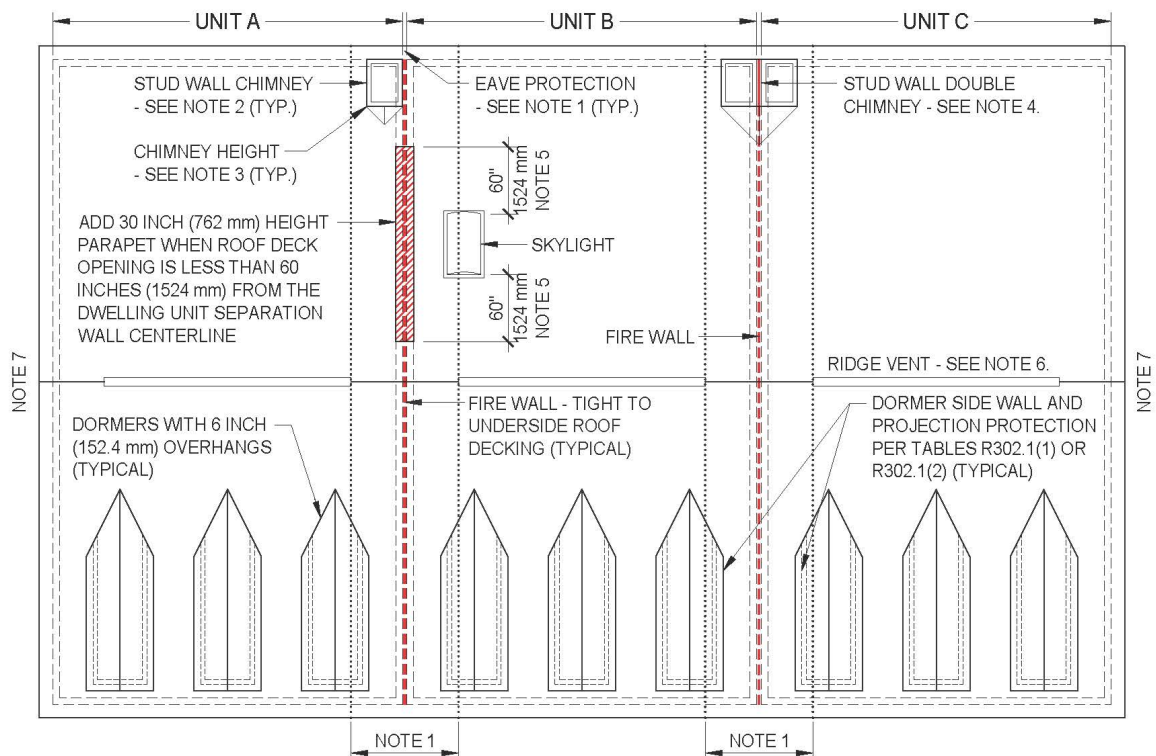 UNIT A
UNIT B
UNIT C
STUD WALL CHIMNEY
- SEE NOTE 2 (TYP.)
EAVE PROTECTION
- SEE NOTE 1 (TYP.)
STUD WALL DOUBLE
CHIMNEY - SEE NOTE 4.
CHIMNEY HEIGHT
- SEE NOTE 3 (TYP.)
60"
1524 mm
NOTE 5
ADD 30 INCH (762 mm) HEIGHT
PARAPET WHEN ROOF DECK
OPENING IS LESS THAN 60
INCHES (1524 mm) FROM THE
DWELLING UNIT SEPARATION
WALL CENTERLINE
SKYLIGHT
60"
1524 mm
NOTE 5
FIRE WALL
NOTE 7
RIDGE VENT - SEE NOTE 6.
NOTE 7
DORMERS WITH 6 INCH
(152.4 mm) OVERHANGS
(TYPICAL)
FIRE WALL - TIGHT TO
UNDERSIDE ROOF
DECKING (TYPICAL)
DORMER SIDE WALL AND
PROJECTION PROTECTION
PER TABLES R302.1(1) OR
R302.1(2) (TYPICAL)
NOTE 1
NOTE 1